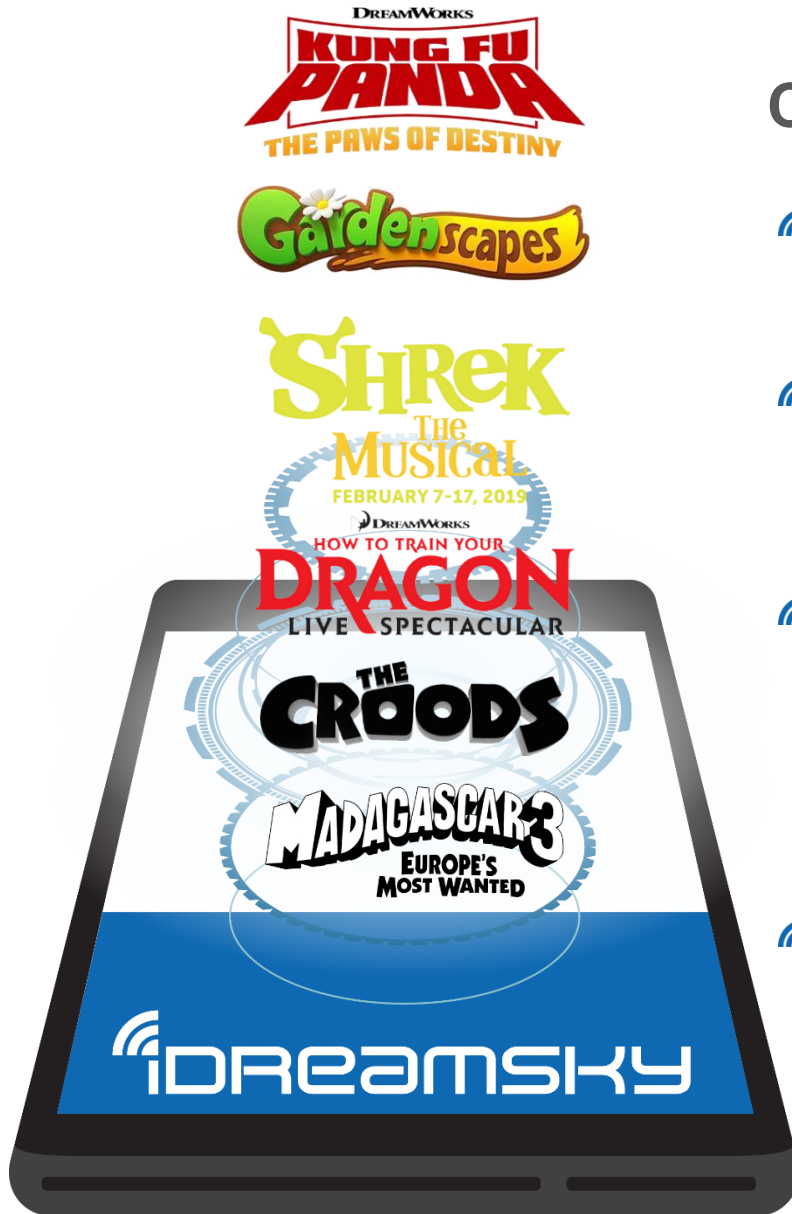 DREAMWORKS
KUNG FU
PANDA
THE PAWS OF DESTINY
Gardenscapes
SHReK
The
MUSICaL
FEBRUARY 7-17, 2019
DREAMWORKS
HOW TO TRAIN YOUR
DRAGON
LIVE SPECTACULAR
THE
CROODS
MADAGASCAR 3
EUROPE'S
MOST WANTED
iDReamSKY